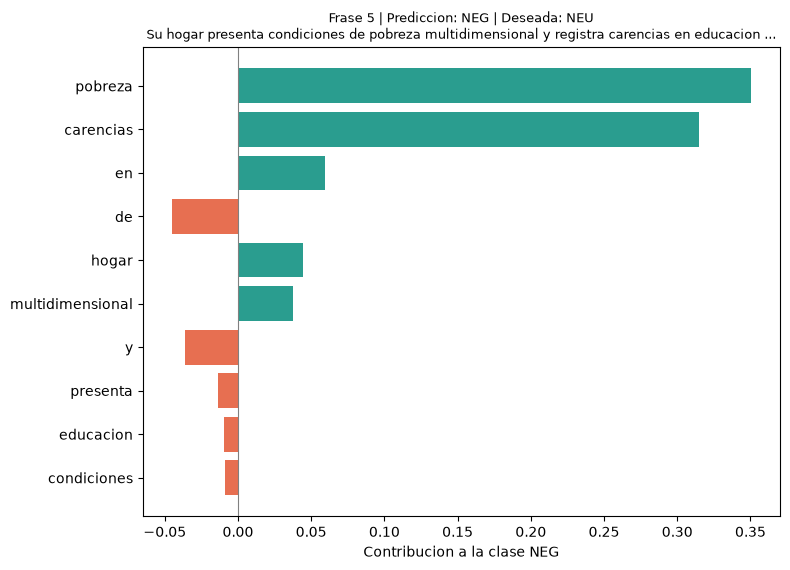 Frase 5 | Prediccion: NEG | Deseada: NEU
Su hogar presenta condiciones de pobreza multidimensional y registra carencias en educacion ...
pobreza
carencias
en
de
hogar
multidimensional
y
presenta
educacion
condiciones
−0.05 0.00 0.05 0.10 0.15 0.20 0.25 0.30 0.35
Contribucion a la clase NEG